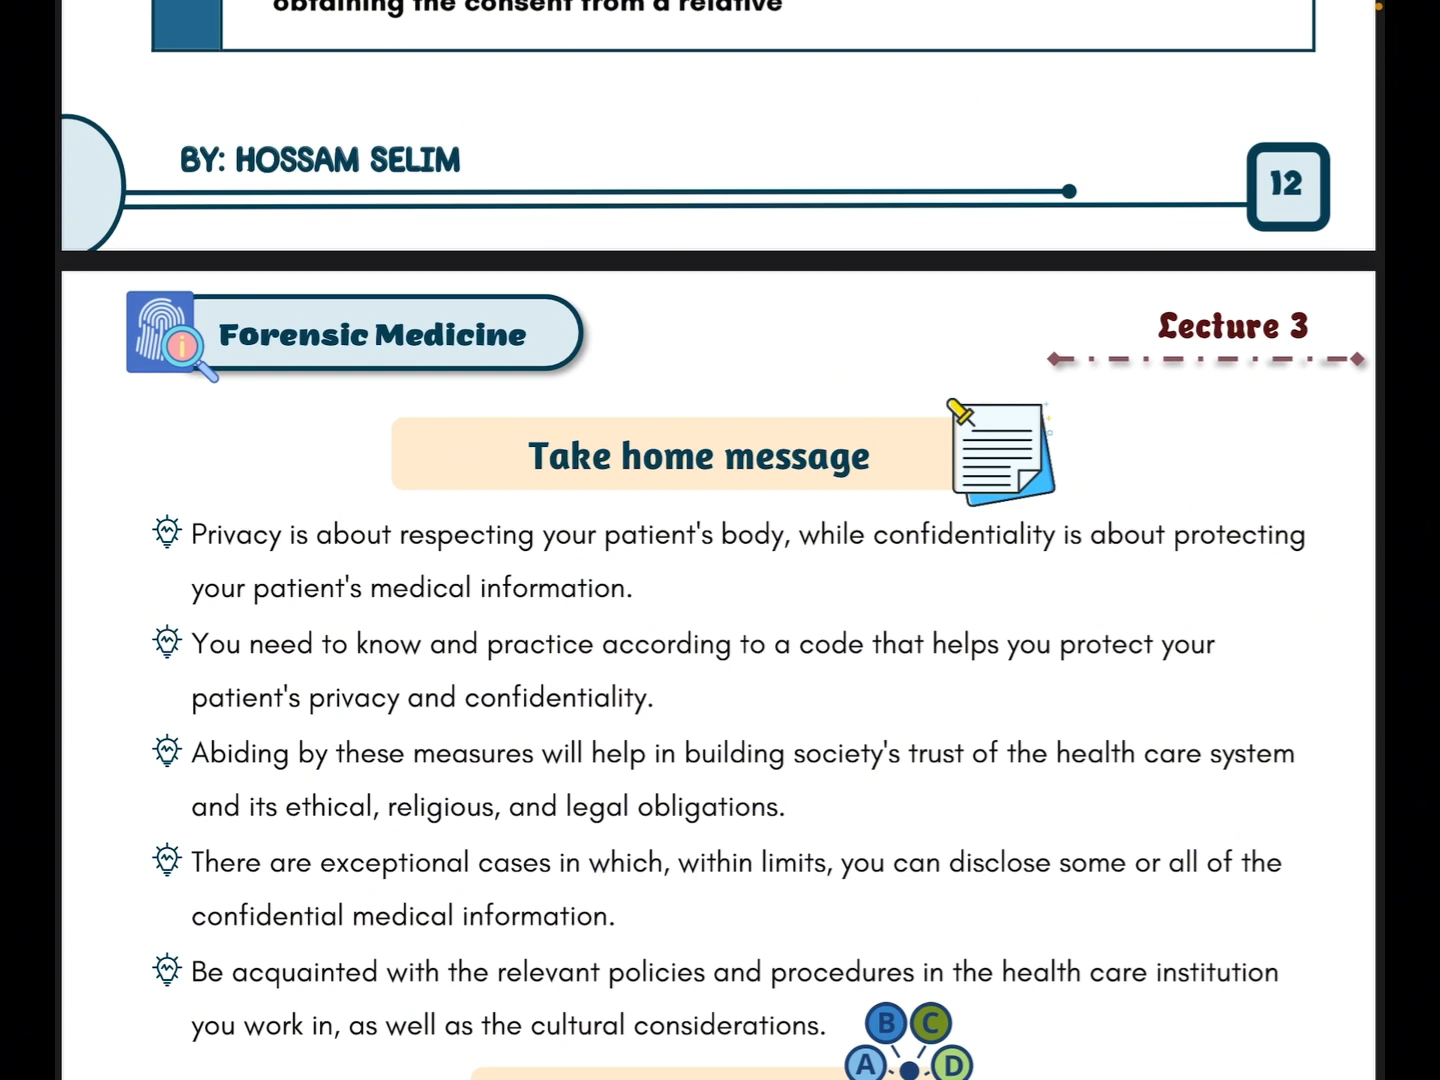 obtaining the consent from a relative
BY: HOSSAM SELIM
12
Forensic Medicine
Lecture 3
Take home message
Privacy is about respecting your patient's body, while confidentiality is about protecting
your patient's medical information.
You need to know and practice according to a code that helps you protect your
patient's privacy and confidentiality.
Abiding by these measures will help in building society's trust of the health care system
and its ethical, religious, and legal obligations.
There are exceptional cases in which, within limits, you can disclose some or all of the
confidential medical information.
Be acquainted with the relevant policies and procedures in the health care institution
you work in, as well as the cultural considerations.
B C
A D